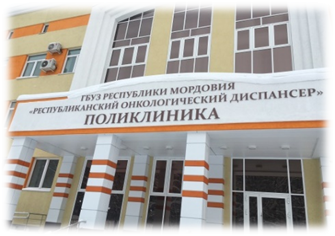 ГБУЗ РЕСПУБЛИКИ МОРДОВИЯ
«РЕСПУБЛИКАНСКИЙ ОНКОЛОГИЧЕСКИЙ ДИСПАНСЕР»
ПОЛИКЛИНИКА